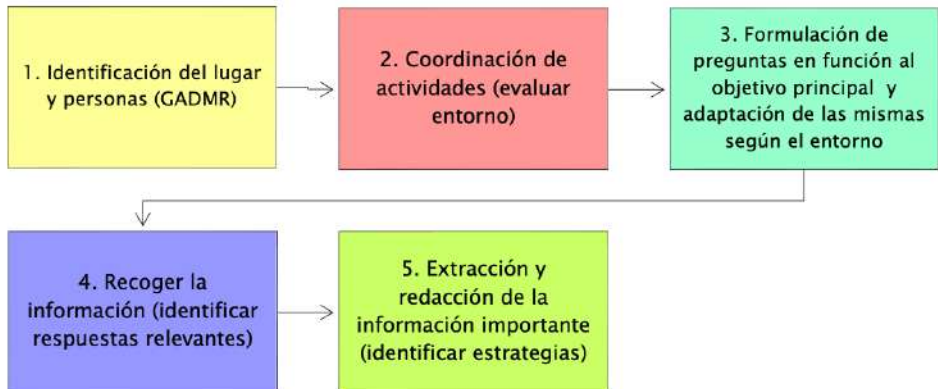 1. Identificación del lugar
y personas (GADMR)
2. Coordinación de
actividades (evaluar
entorno)
3. Formulación de
preguntas en función al
objetivo principal y
adaptación de las mismas
según el entorno
4. Recoger la
información (identificar
respuestas relevantes)
5. Extracción y
redacción de la
información importante
(identificar estrategias)